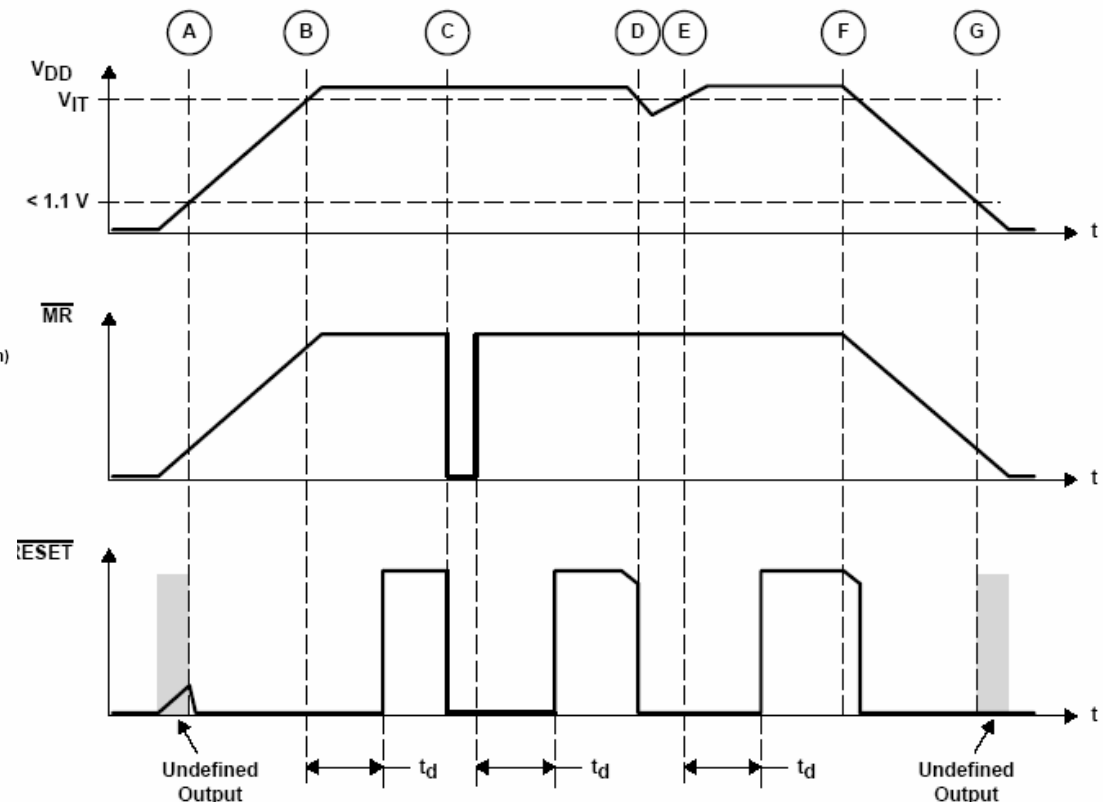 A B C D E F G
VDD
VIT
< 1.1 V
t
MR
n)
t
RESET
t
td td td
Undefined
Output
Undefined
Output